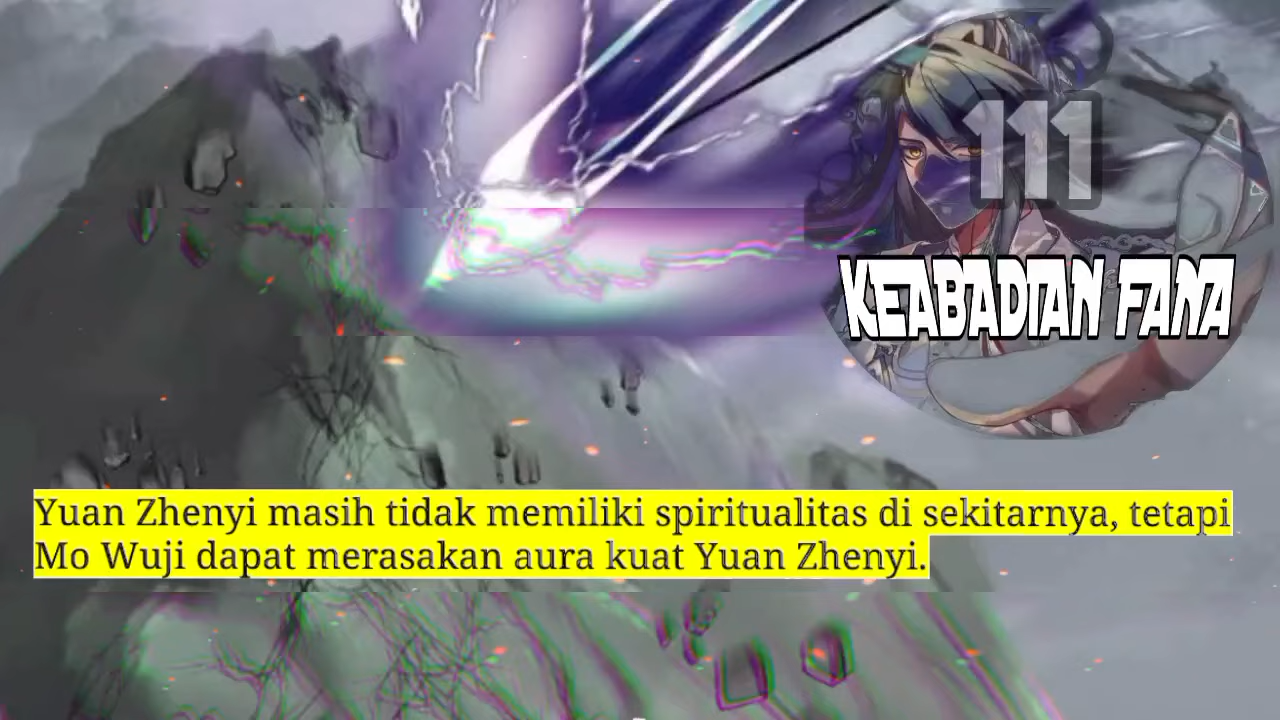 111
KEABADIAN FANA
Yuan Zhenyi masih tidak memiliki spiritualitas di sekitarnya, tetapi
Mo Wuji dapat merasakan aura kuat Yuan Zhenyi.